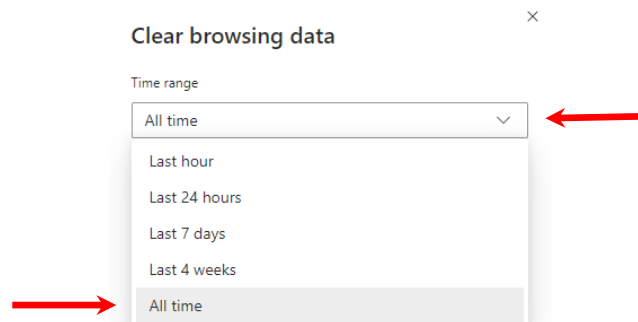 Clear browsing data
Time range
All time
Last hour
Last 24 hours
Last 7 days
Last 4 weeks
All time